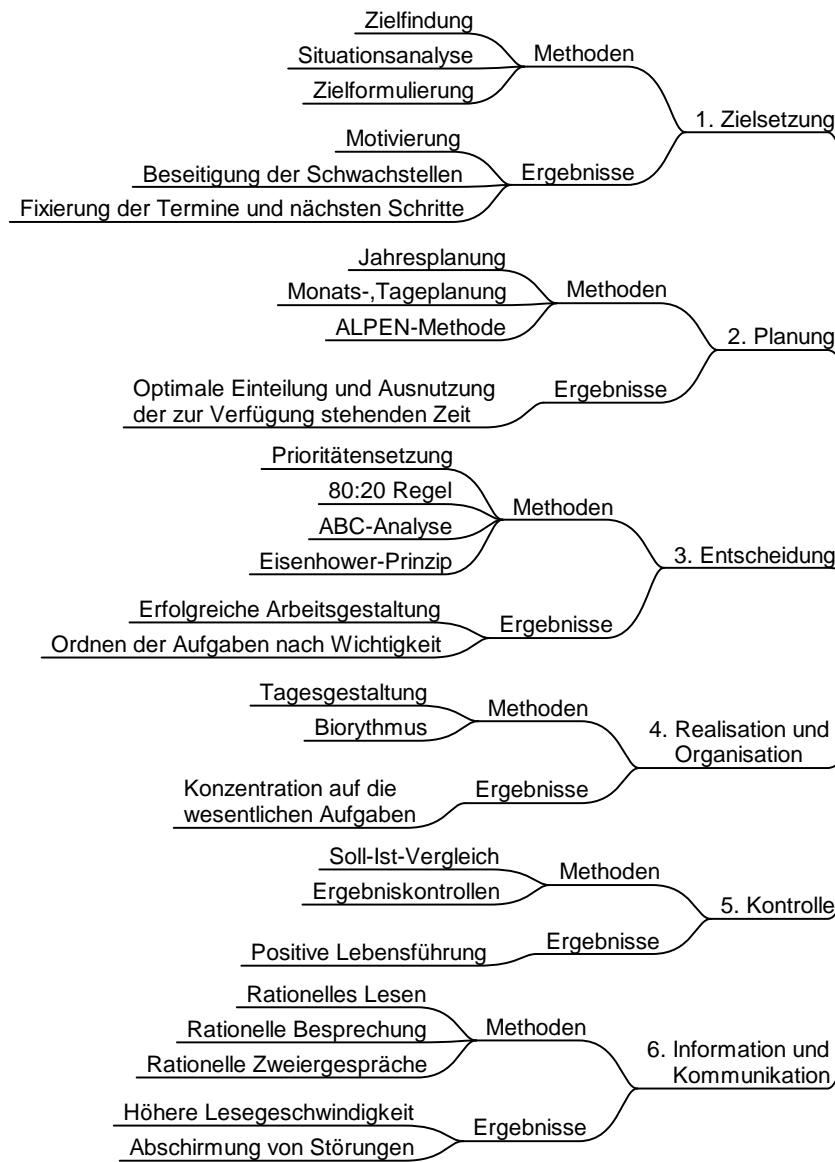 Zielfindung
Situationsanalyse
Zielformulierung
Methoden
Motivierung
Beseitigung der Schwachstellen
Fixierung der Termine und nächsten Schritte
Ergebnisse
1. Zielsetzung
Jahresplanung
Monats-,Tageplanung
ALPEN-Methode
Methoden
Optimale Einteilung und Ausnutzung
der zur Verfügung stehenden Zeit
Ergebnisse
2. Planung
Prioritätensetzung
80:20 Regel
ABC-Analyse
Eisenhower-Prinzip
Methoden
Erfolgreiche Arbeitsgestaltung
Ordnen der Aufgaben nach Wichtigkeit
Ergebnisse
3. Entscheidung
Tagesgestaltung
Biorythmus
Methoden
Konzentration auf die
wesentlichen Aufgaben
Ergebnisse
4. Realisation und
Organisation
Soll-Ist-Vergleich
Ergebniskontrollen
Methoden
Positive Lebensführung
Ergebnisse
5. Kontrolle
Rationelles Lesen
Rationelle Besprechung
Rationelle Zweiergespräche
Methoden
Höhere Lesegeschwindigkeit
Abschirmung von Störungen
Ergebnisse
6. Information und
Kommunikation